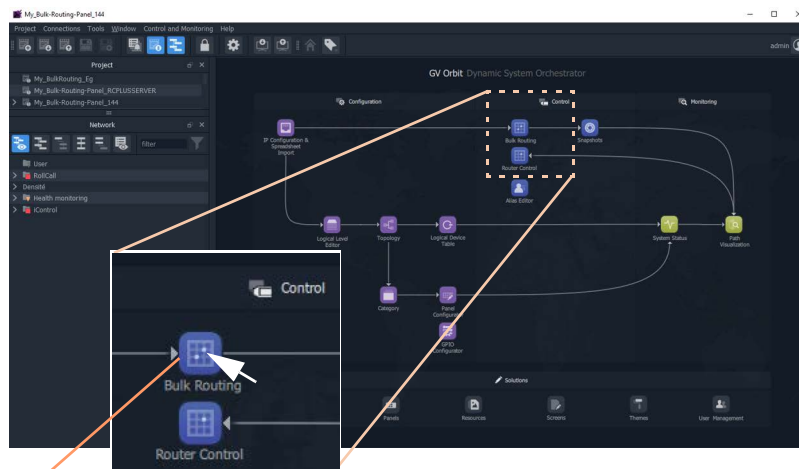 My_Bulk-Routing-Panel_144
Project Connections Tools Window Control and Monitoring Help
admin
Project
My_BulkRouting_Eg
My_Bulk-Routing-Panel_RCPLUSSERVER
My_Bulk-Routing-Panel_144
Network
filter
User
RollCall
Densité
Health monitoring
iControl
GV Orbit Dynamic System Orchestrator
Configuration
Control
Monitoring
IP Configuration &
Spreadsheet
Import
Bulk Routing
Snapshots
Router Control
Alias Editor
Logical Level
Editor
Topology
Logical Device
Table
System Status
Path
Visualization
Category
Panel
Configurator
GPIO
Configurator
Solutions
Panels
Resources
Screens
Themes
User Management
Control
Bulk Routing
Router Control